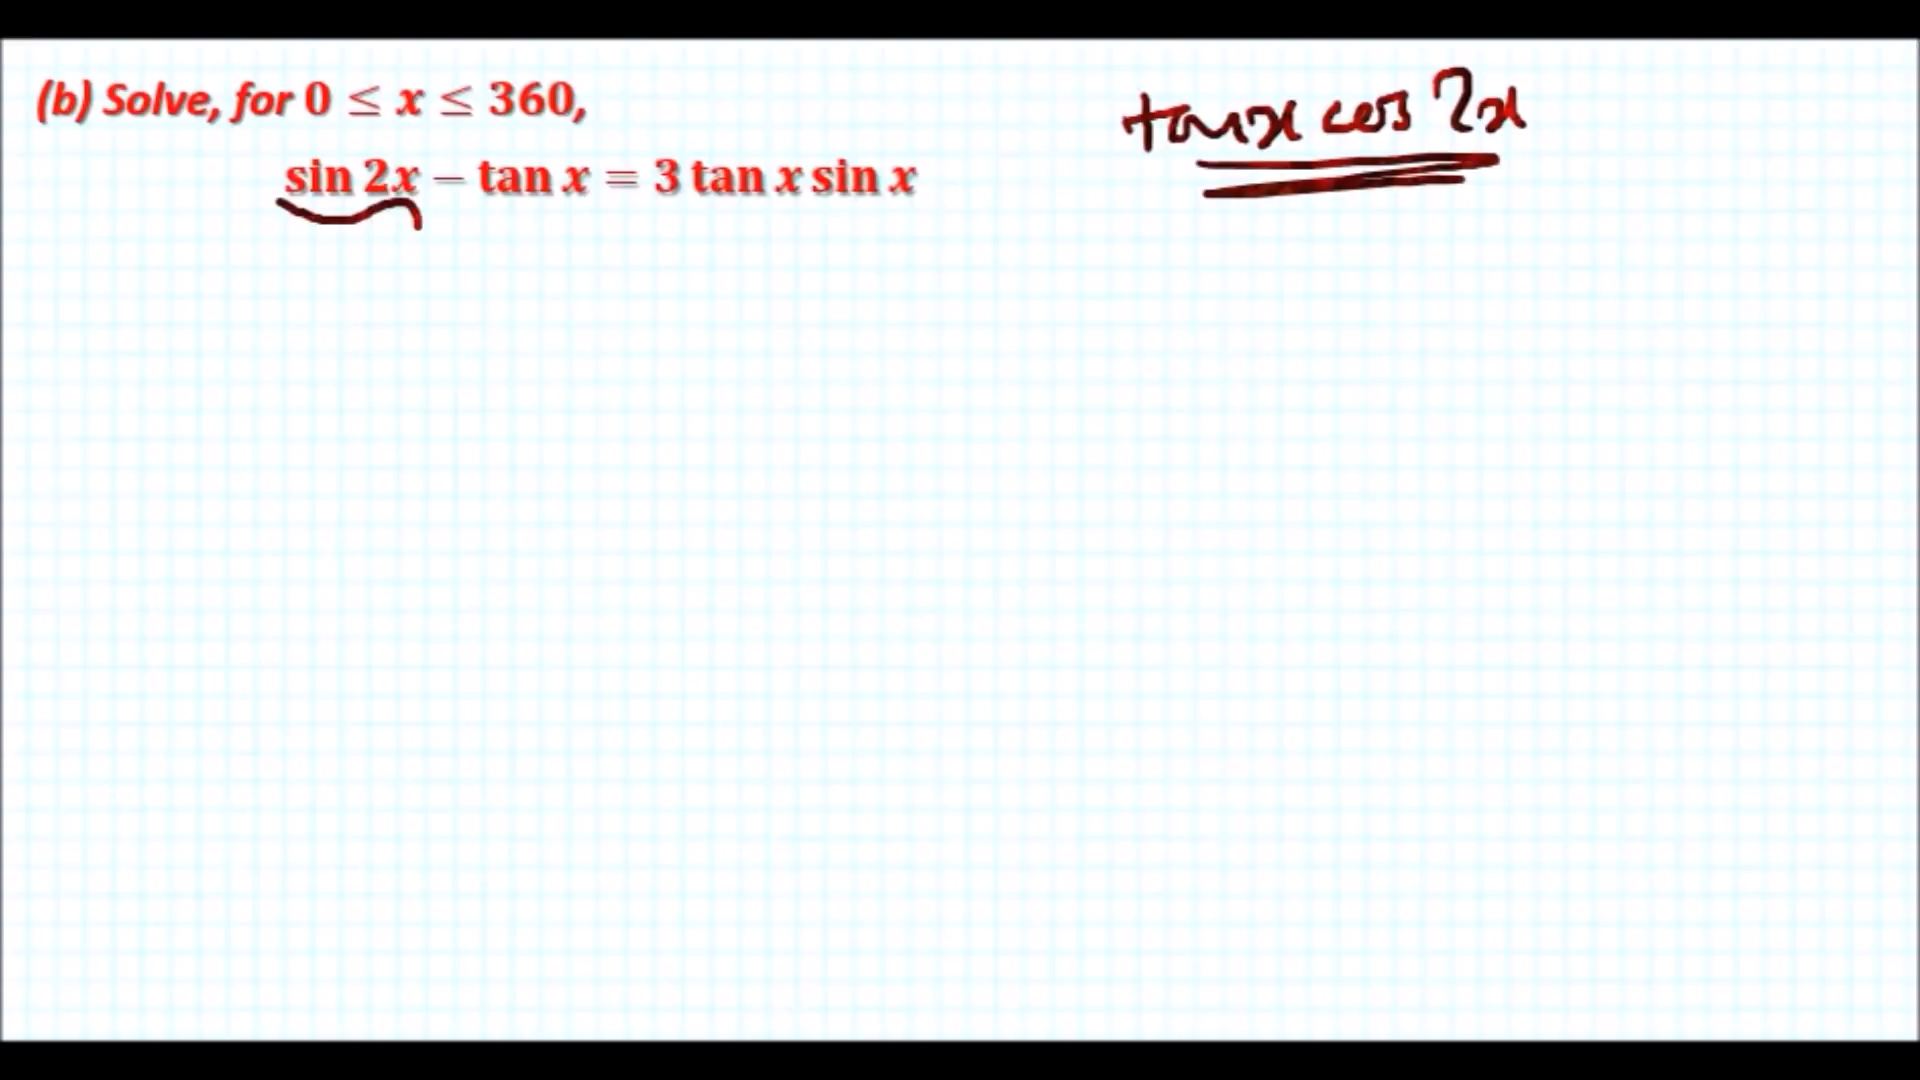 (b) Solve, for 0 ≤ x ≤ 360,
tanx cos 2x
sin 2x − tan x = 3 tan x sin x